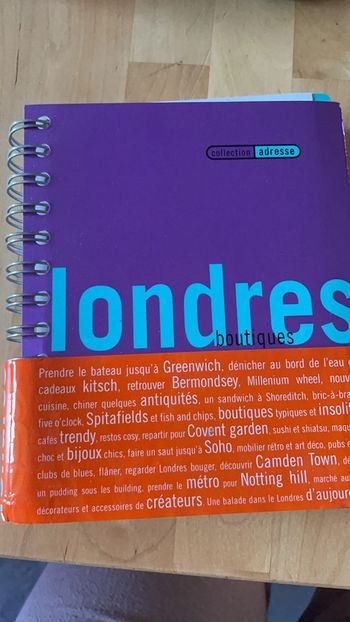 collection adresse
londres
boutiques
Prendre le bateau jusqu'à Greenwich, dénicher au bord de l'eau
cadeaux kitsch, retrouver Bermondsey, Millenium wheel,
cuisine, chiner quelques antiquités, un sandwich à Shoreditch,
five o'clock, Spitafields et fish and chips, boutiques typiques et
cafés trendy, restos cosy, repartir pour Covent garden, sushi et shiatsu,
choc et bijoux chics, faire un saut jusqu'à Soho, mobilier rétro et art déco, pubs
clubs de blues, flâner, regarder Londres bouger, découvrir Camden Town,
un pudding sous les building, prendre le métro pour Notting hill, marché
décorateurs et accessoires de créateurs. Une balade dans le Londres